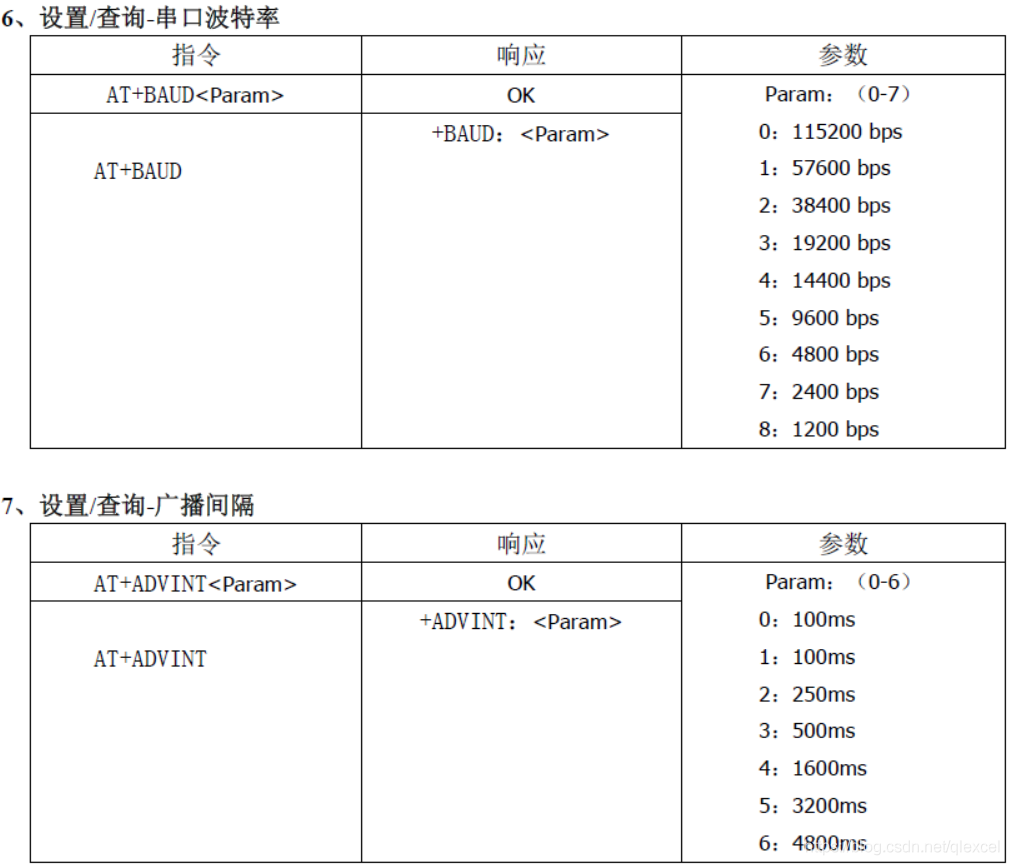 6、设置/查询-串口波特率
指令 响应 参数
AT+BAUD<Param> OK Param：（0-7）
+BAUD：<Param> 0：115200 bps
AT+BAUD 1：57600 bps
2：38400 bps
3：19200 bps
4：14400 bps
5：9600 bps
6：4800 bps
7：2400 bps
8：1200 bps
7、设置/查询-广播间隔
指令 响应 参数
AT+ADVINT<Param> OK Param：（0-6）
+ADVINT：<Param> 0：100ms
AT+ADVINT 1：100ms
2：250ms
3：500ms
4：1600ms
5：3200ms
6：4800ms
https://blog.csdn.net/qlexcel